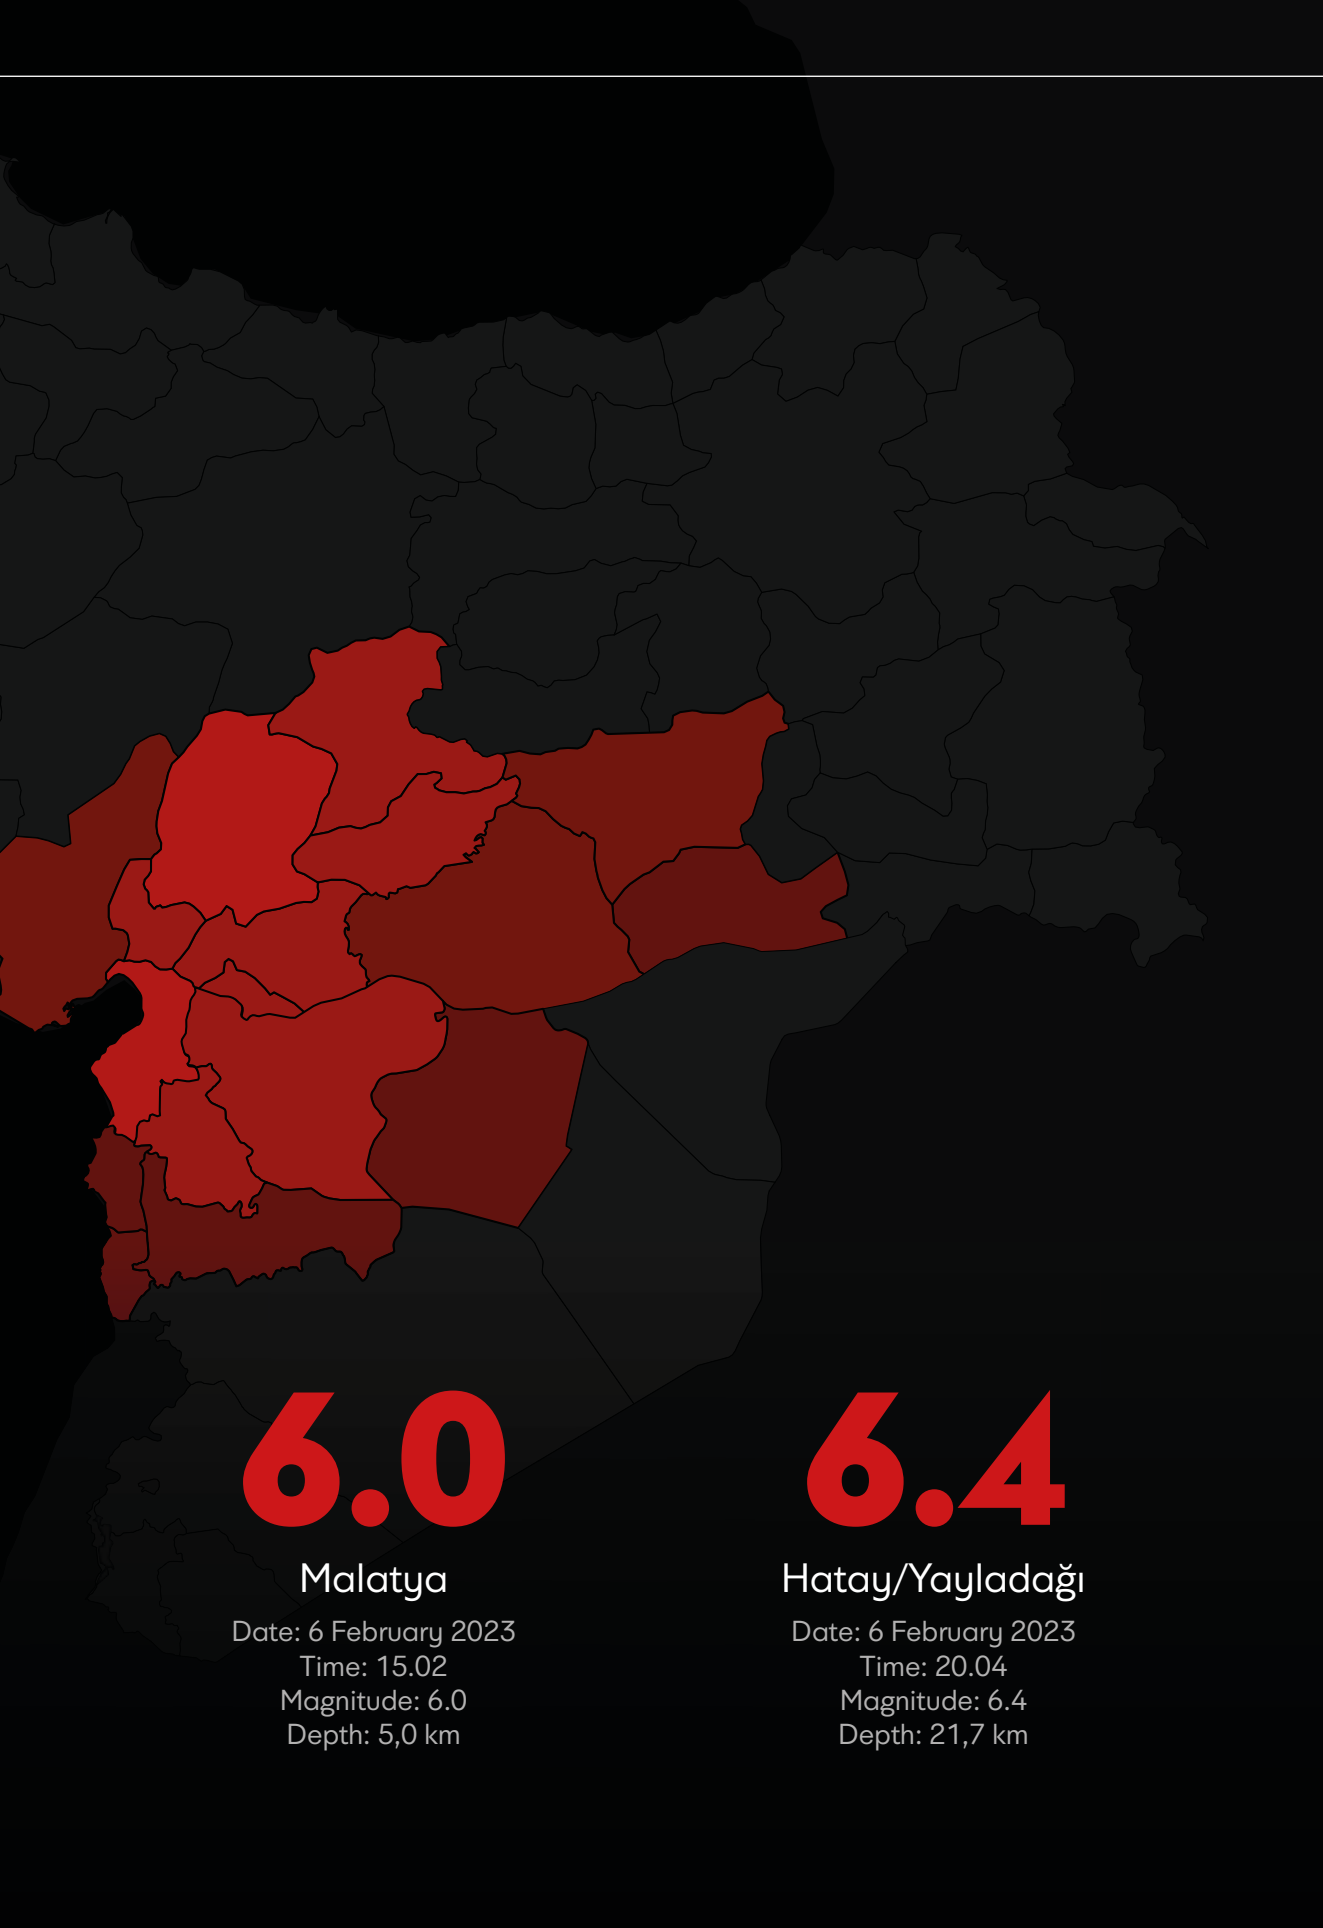 6.0
Malatya
Date: 6 February 2023
Time: 15.02
Magnitude: 6.0
Depth: 5,0 km
6.4
Hatay/Yayladağı
Date: 6 February 2023
Time: 20.04
Magnitude: 6.4
Depth: 21,7 km